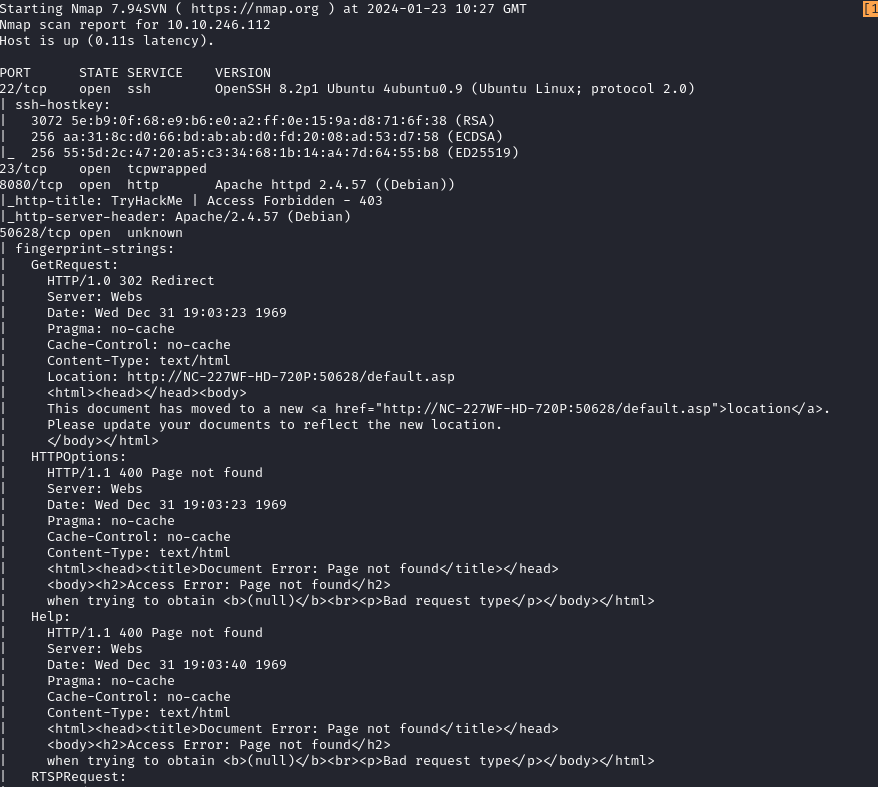 Starting Nmap 7.94SVN ( https://nmap.org ) at 2024-01-23 10:27 GMT [1
Nmap scan report for 10.10.246.112
Host is up (0.11s latency).
PORT      STATE SERVICE    VERSION
22/tcp    open  ssh        OpenSSH 8.2p1 Ubuntu 4ubuntu0.9 (Ubuntu Linux; protocol 2.0)
| ssh-hostkey:
|   3072 5e:b9:0f:68:e9:b6:e0:a2:ff:0e:15:9a:d8:71:6f:38 (RSA)
|   256 aa:31:8c:d0:66:bd:ab:ab:d0:fd:20:08:ad:53:d7:58 (ECDSA)
|_  256 55:5d:2c:47:20:a5:c3:34:68:1b:14:a4:7d:64:55:b8 (ED25519)
23/tcp    open  tcpwrapped
8080/tcp  open  http       Apache httpd 2.4.57 ((Debian))
|_http-title: TryHackMe | Access Forbidden - 403
|_http-server-header: Apache/2.4.57 (Debian)
50628/tcp open  unknown
| fingerprint-strings:
|   GetRequest:
|     HTTP/1.0 302 Redirect
|     Server: Webs
|     Date: Wed Dec 31 19:03:23 1969
|     Pragma: no-cache
|     Cache-Control: no-cache
|     Content-Type: text/html
|     Location: http://NC-227WF-HD-720P:50628/default.asp
|     <html><head></head><body>
|     This document has moved to a new <a href="http://NC-227WF-HD-720P:50628/default.asp">location</a>.
|     Please update your documents to reflect the new location.
|     </body></html>
|   HTTPOptions:
|     HTTP/1.1 400 Page not found
|     Server: Webs
|     Date: Wed Dec 31 19:03:23 1969
|     Pragma: no-cache
|     Cache-Control: no-cache
|     Content-Type: text/html
|     <html><head><title>Document Error: Page not found</title></head>
|     <body><h2>Access Error: Page not found</h2>
|     when trying to obtain <b>(null)</b><br><p>Bad request type</p></body></html>
|   Help:
|     HTTP/1.1 400 Page not found
|     Server: Webs
|     Date: Wed Dec 31 19:03:40 1969
|     Pragma: no-cache
|     Cache-Control: no-cache
|     Content-Type: text/html
|     <html><head><title>Document Error: Page not found</title></head>
|     <body><h2>Access Error: Page not found</h2>
|     when trying to obtain <b>(null)</b><br><p>Bad request type</p></body></html>
|   RTSPRequest: